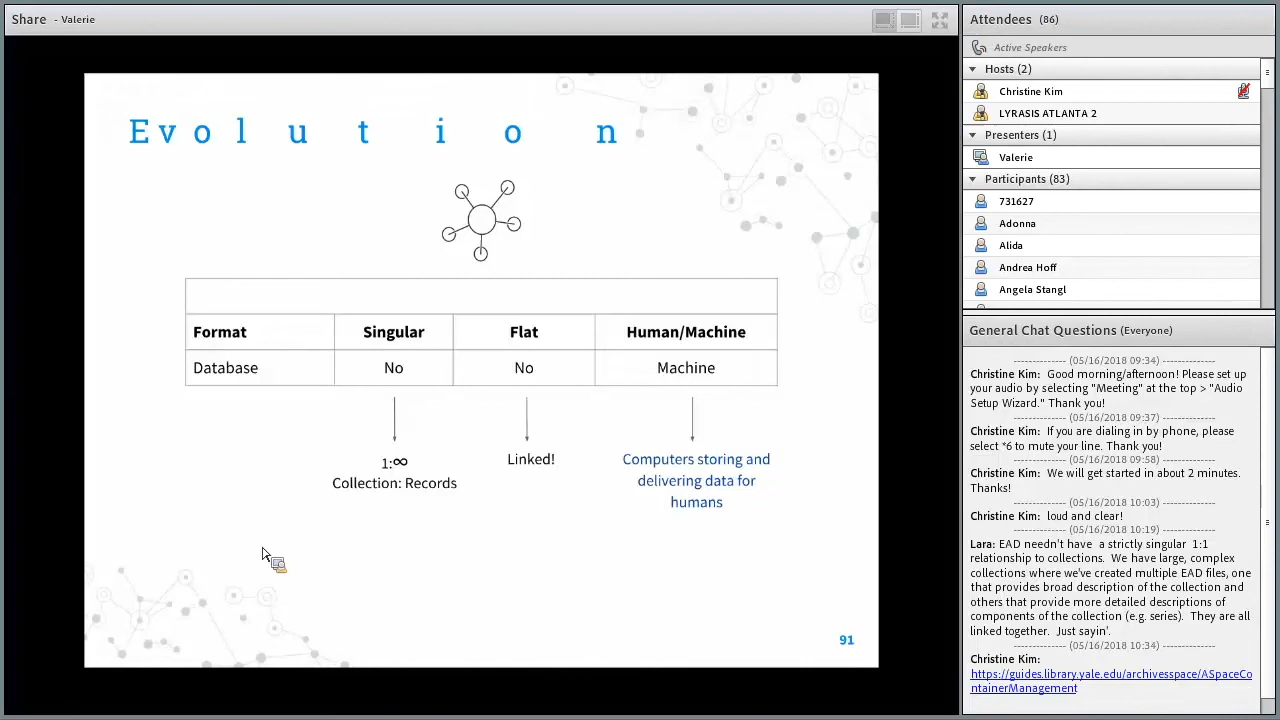 Share - Valerie
E v o l u t i o n
Format Singular Flat Human/Machine
Database No No Machine
1:∞
Collection: Records
Linked!
Computers storing and
delivering data for
humans
91
Attendees (86)
Active Speakers
Hosts (2)
Christine Kim
LYRASIS ATLANTA 2
Presenters (1)
Valerie
Participants (83)
731627
Adonna
Alida
Andrea Hoff
Angela Stangl
General Chat Questions (Everyone)
------------- (05/16/2018 09:34) --------------
Christine Kim: Good morning/afternoon! Please set up
your audio by selecting "Meeting" at the top > "Audio
Setup Wizard." Thank you!
------------- (05/16/2018 09:37) --------------
Christine Kim: If you are dialing in by phone, please
select *6 to mute your line. Thank you!
------------- (05/16/2018 09:58) --------------
Christine Kim: We will get started in about 2 minutes.
Thanks!
------------- (05/16/2018 10:03) --------------
Christine Kim: loud and clear!
------------- (05/16/2018 10:19) --------------
Lara: EAD needn't have a strictly singular 1:1
relationship to collections. We have large, complex
collections where we've created multiple EAD files, one
that provides broad description of the collection and
others that provide more detailed descriptions of
components of the collection (e.g. series). They are all
linked together. Just sayin'.
------------- (05/16/2018 10:34) --------------
Christine Kim:
https://guides.library.yale.edu/archivesspace/ASpaceCo
ntainerManagement